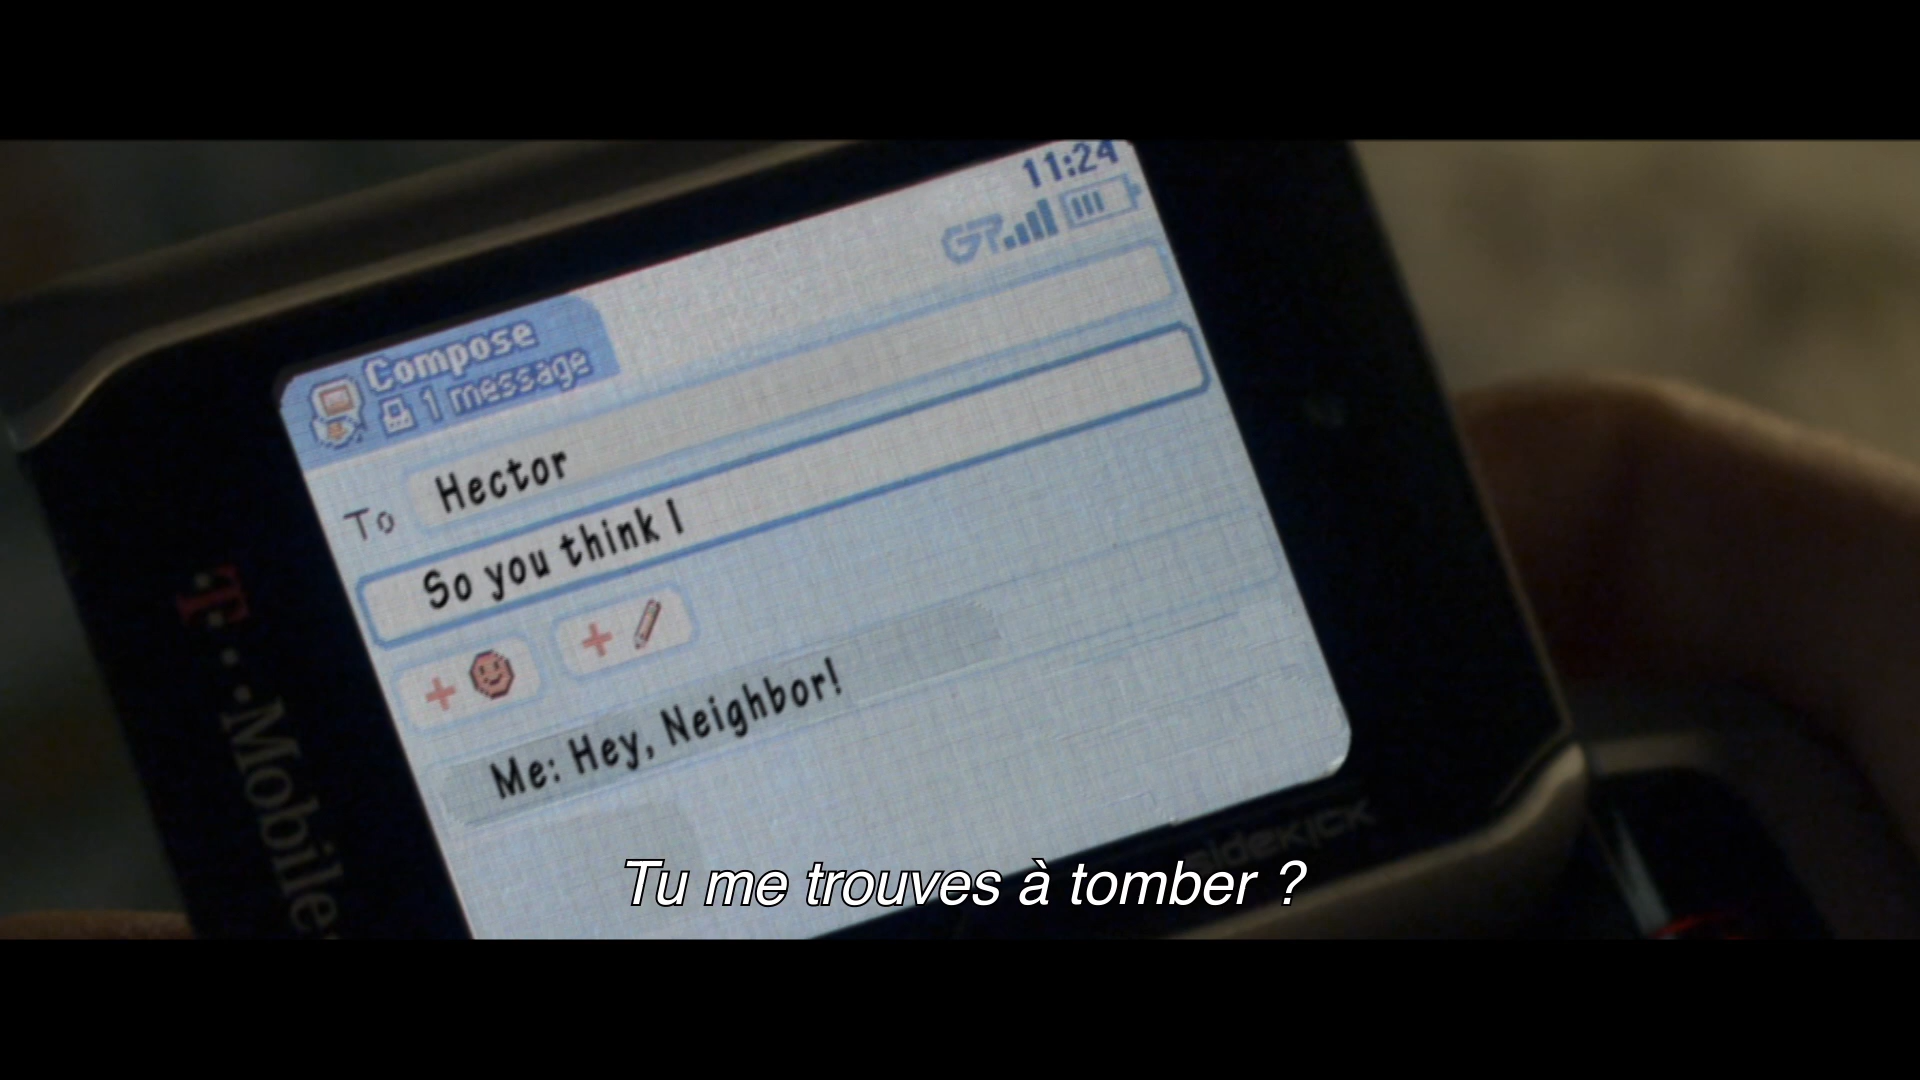 11:24
Compose
1 message
To Hector
So you think I
Me: Hey, Neighbor!
T··Mobile
sidekick
Tu me trouves à tomber ?